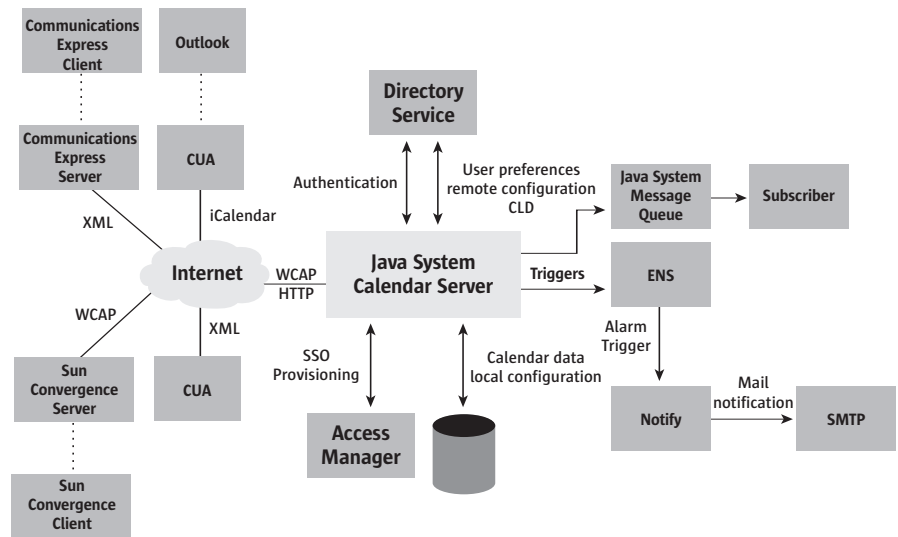 Communications
Express
Client
Outlook
Directory
Service
Communications
Express
Server
CUA
Authentication
User preferences
remote configuration
CLD
Java System
Message
Queue
Subscriber
XML
iCalendar
Internet
WCAP
HTTP
Java System
Calendar Server
Triggers
ENS
WCAP
XML
SSO
Provisioning
Calendar data
local configuration
Alarm
Trigger
Sun
Convergence
Server
CUA
Access
Manager
Notify
Mail
notification
SMTP
Sun
Convergence
Client